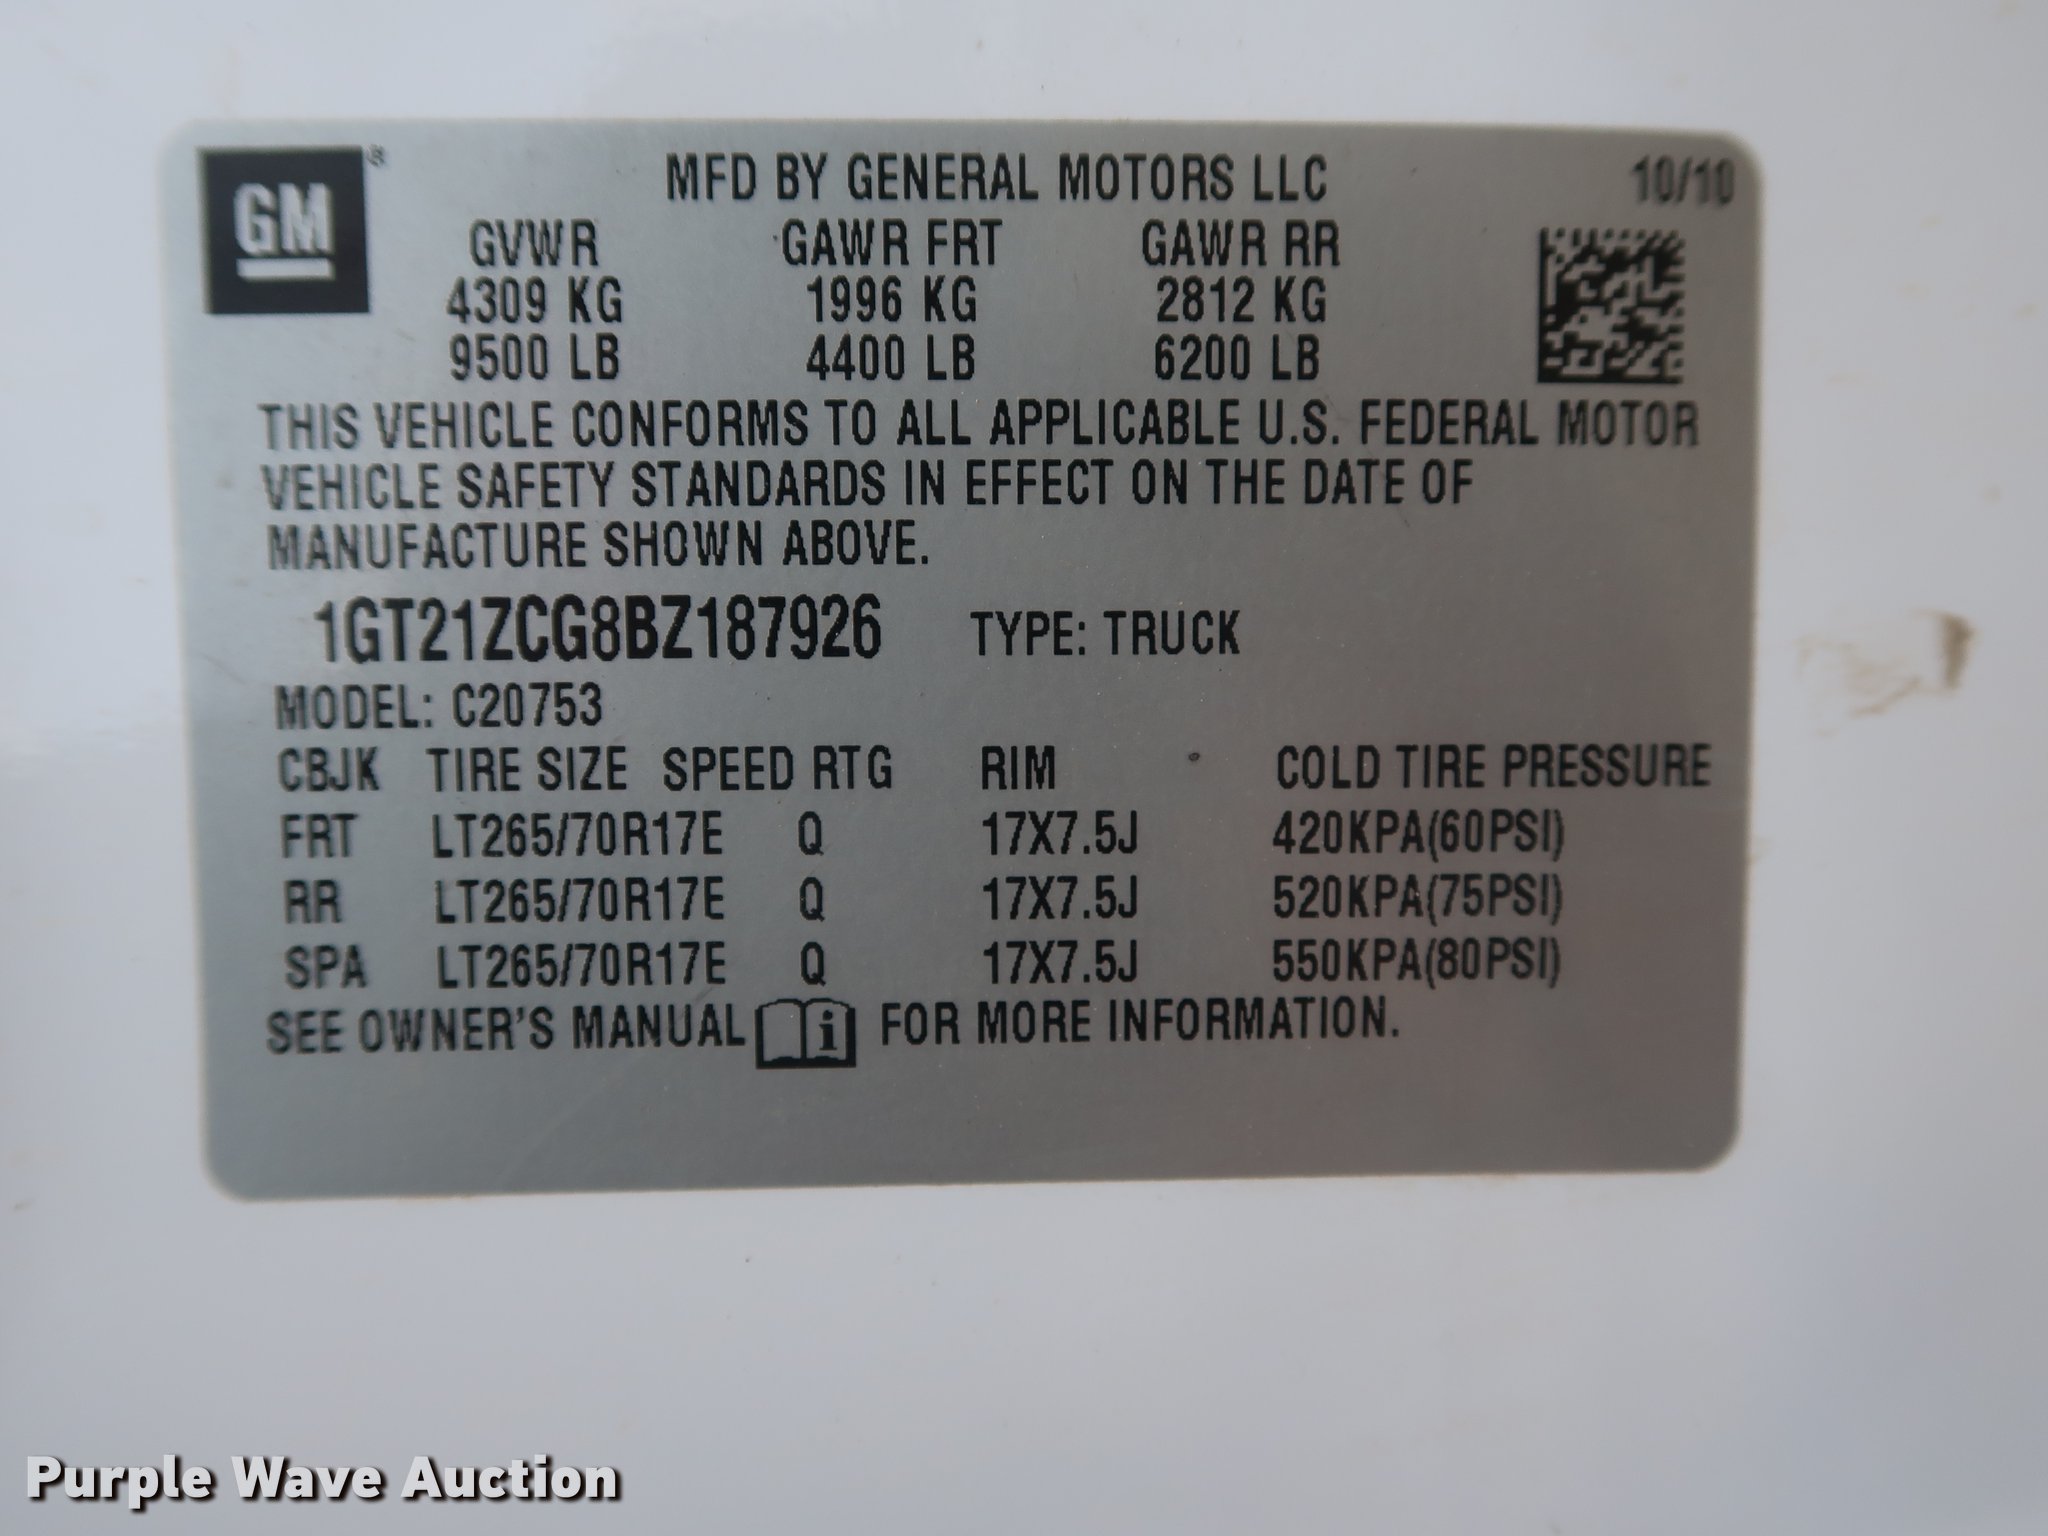 GM®
MFD BY GENERAL MOTORS LLC 10/10
GVWR GAWR FRT GAWR RR
4309 KG 1996 KG 2812 KG
9500 LB 4400 LB 6200 LB
THIS VEHICLE CONFORMS TO ALL APPLICABLE U.S. FEDERAL MOTOR
VEHICLE SAFETY STANDARDS IN EFFECT ON THE DATE OF
MANUFACTURE SHOWN ABOVE.
1GT21ZCG8BZ187926 TYPE: TRUCK
MODEL: C20753
CBJK TIRE SIZE SPEED RTG RIM COLD TIRE PRESSURE
FRT LT265/70R17E Q 17X7.5J 420KPA(60PSI)
RR LT265/70R17E Q 17X7.5J 520KPA(75PSI)
SPA LT265/70R17E Q 17X7.5J 550KPA(80PSI)
SEE OWNER'S MANUAL i FOR MORE INFORMATION.
Purple Wave Auction